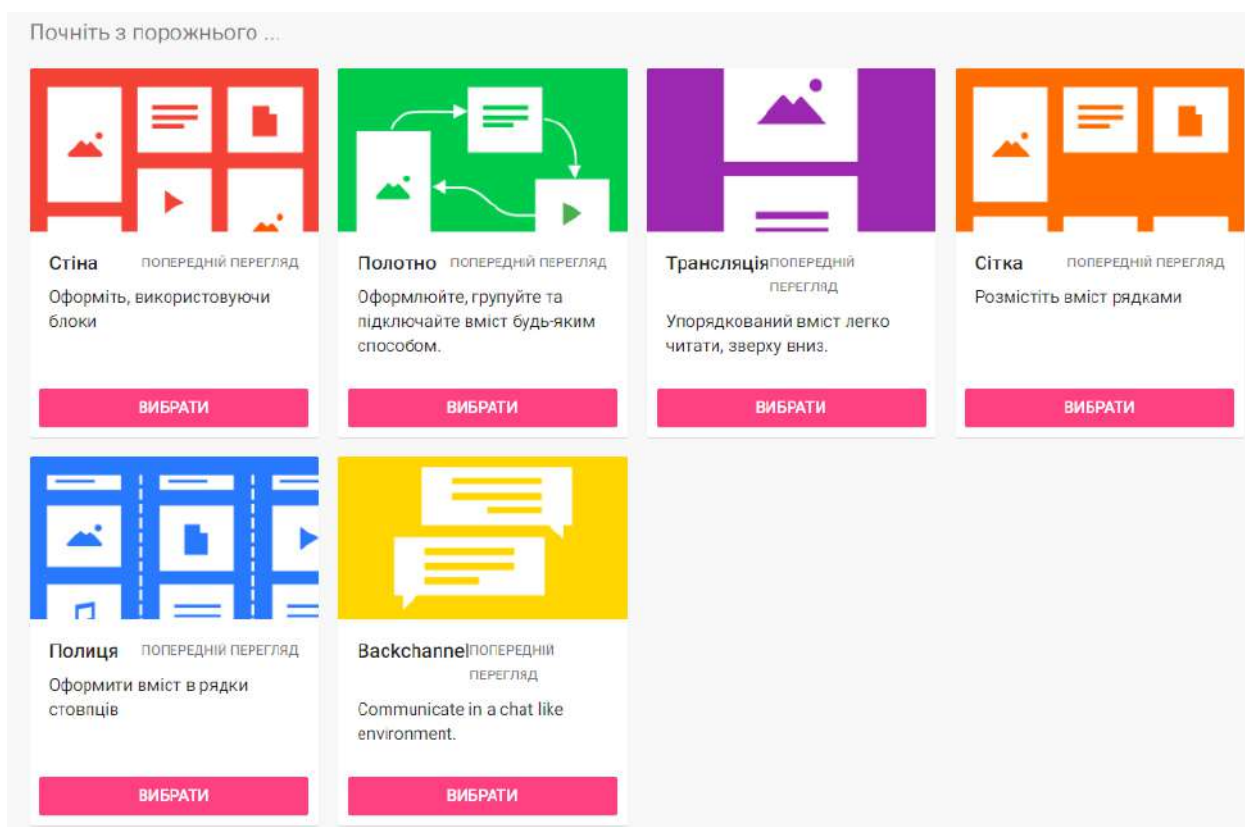 Почніть з порожнього ...
Стіна ПОПЕРЕДНІЙ ПЕРЕГЛЯД
Оформіть, використовуючи
блоки
ВИБРАТИ
Полотно ПОПЕРЕДНІЙ ПЕРЕГЛЯД
Оформлюйте, групуйте та
підключайте вміст будь-яким
способом.
ВИБРАТИ
Трансляція ПОПЕРЕДНІЙ
ПЕРЕГЛЯД
Упорядкований вміст легко
читати, зверху вниз.
ВИБРАТИ
Сітка ПОПЕРЕДНІЙ ПЕРЕГЛЯД
Розмістіть вміст рядками
ВИБРАТИ
Полиця ПОПЕРЕДНІЙ ПЕРЕГЛЯД
Оформити вміст в рядки
стовпців
ВИБРАТИ
Backchannel ПОПЕРЕДНІЙ
ПЕРЕГЛЯД
Communicate in a chat like
environment.
ВИБРАТИ